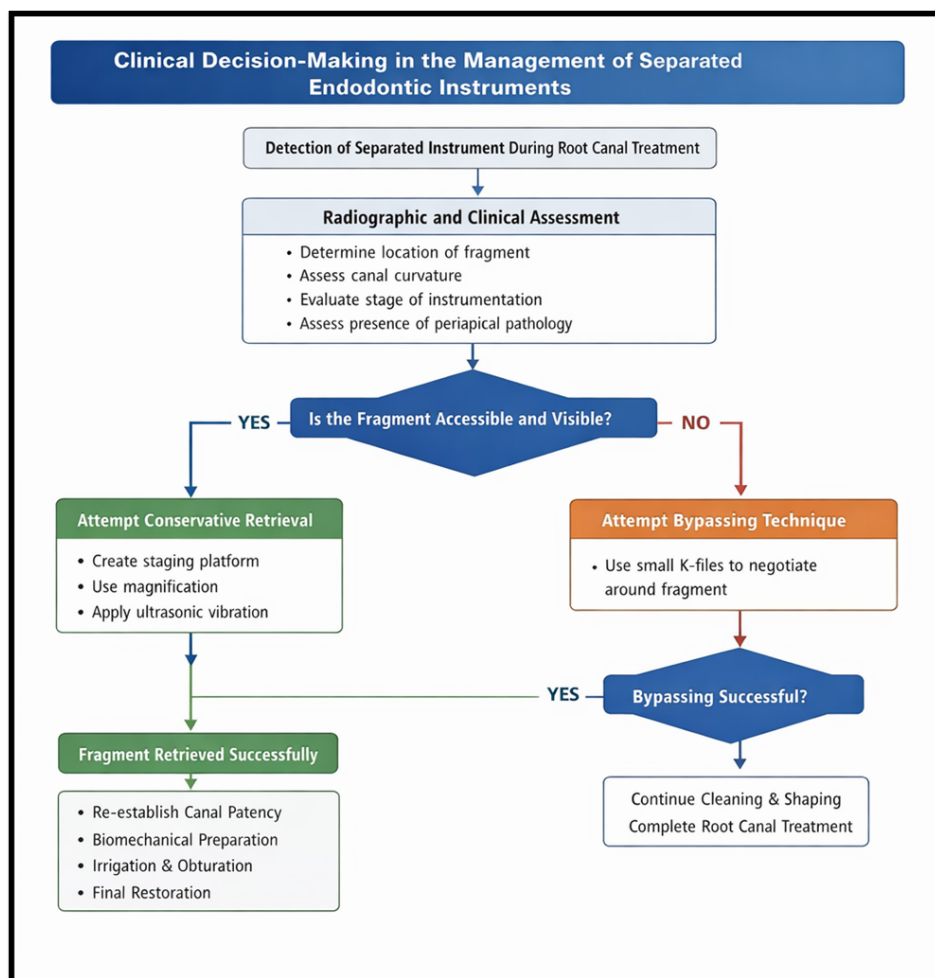 Clinical Decision-Making in the Management of Separated
Endodontic Instruments
Detection of Separated Instrument During Root Canal Treatment
Radiographic and Clinical Assessment
• Determine location of fragment
• Assess canal curvature
• Evaluate stage of instrumentation
• Assess presence of periapical pathology
Is the Fragment Accessible and Visible?
YES
NO
Attempt Conservative Retrieval
• Create staging platform
• Use magnification
• Apply ultrasonic vibration
Attempt Bypassing Technique
• Use small K-files to negotiate
around fragment
YES
Bypassing Successful?
Fragment Retrieved Successfully
• Re-establish Canal Patency
• Biomechanical Preparation
• Irrigation & Obturation
• Final Restoration
Continue Cleaning & Shaping
Complete Root Canal Treatment